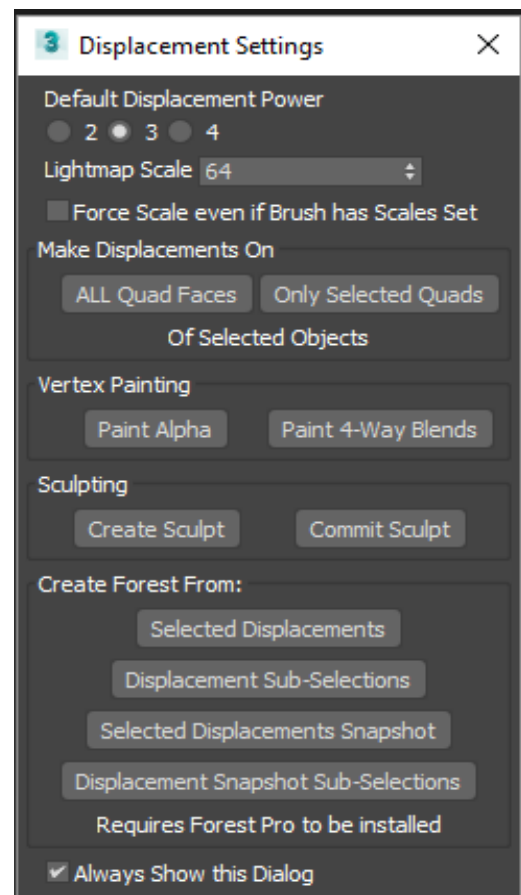 3 Displacement Settings
Default Displacement Power
2 3 4
Lightmap Scale 64
Force Scale even if Brush has Scales Set
Make Displacements On
ALL Quad Faces Only Selected Quads
Of Selected Objects
Vertex Painting
Paint Alpha Paint 4-Way Blends
Sculpting
Create Sculpt Commit Sculpt
Create Forest From:
Selected Displacements
Displacement Sub-Selections
Selected Displacements Snapshot
Displacement Snapshot Sub-Selections
Requires Forest Pro to be installed
Always Show this Dialog